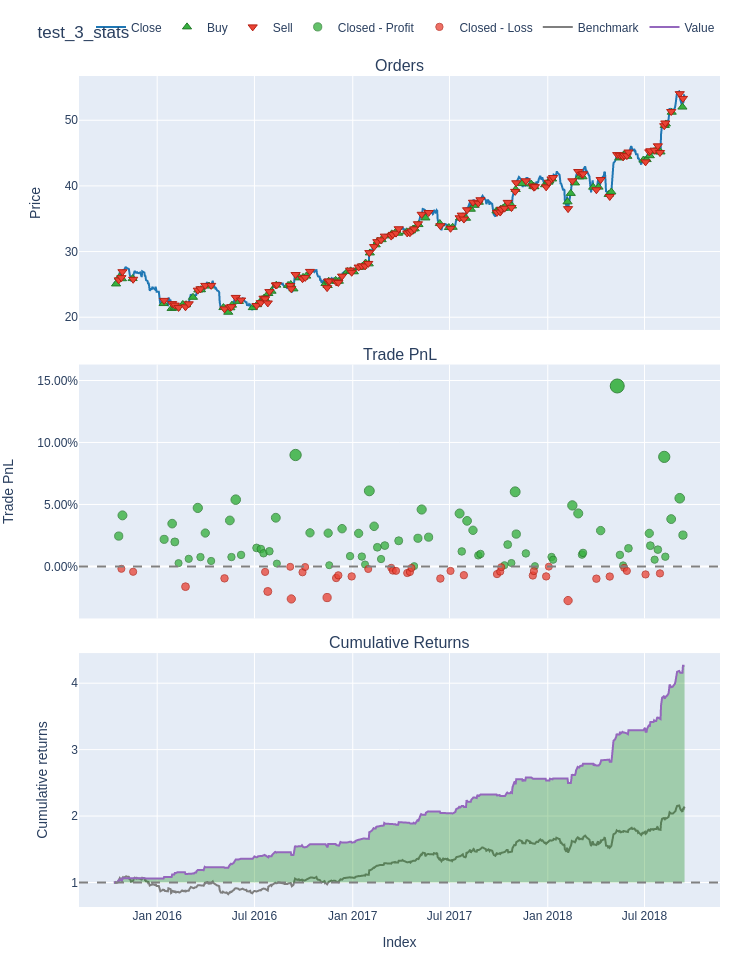 test_3_stats
Close Buy Sell Closed - Profit Closed - Loss Benchmark Value
Orders
50
40
30
20
Price
Trade PnL
15.00%
10.00%
5.00%
0.00%
Trade PnL
Cumulative Returns
4
3
2
1
Cumulative returns
Jan 2016 Jul 2016 Jan 2017 Jul 2017 Jan 2018 Jul 2018
Index